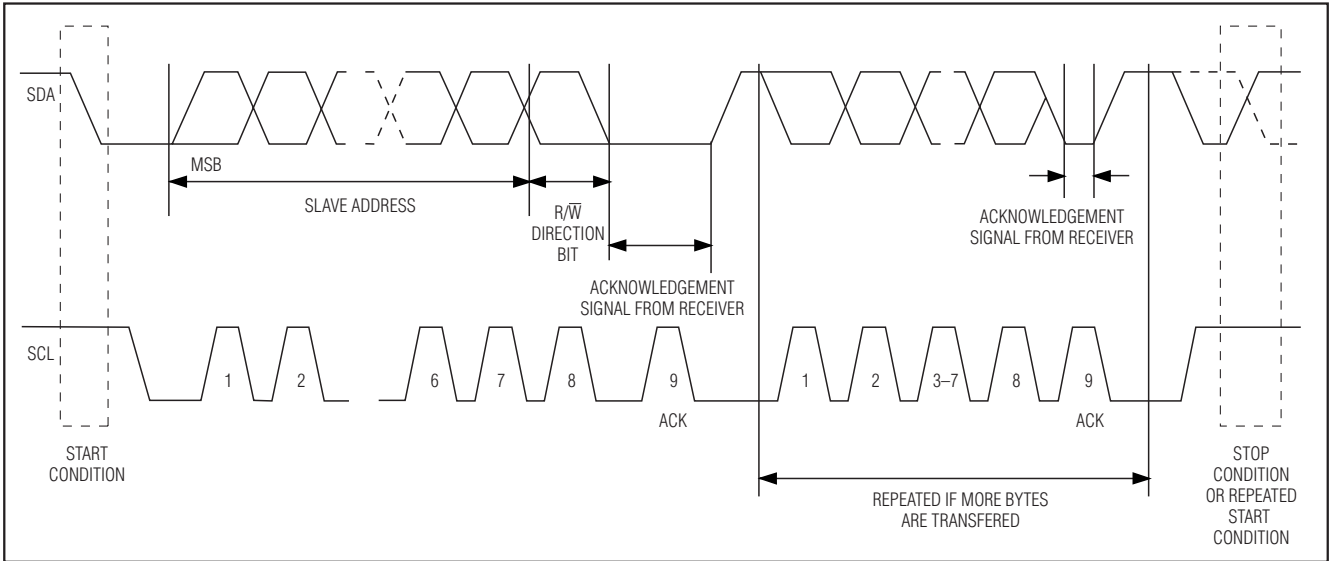 SDA
MSB
SLAVE ADDRESS
R/W̅
DIRECTION
BIT
ACKNOWLEDGEMENT
SIGNAL FROM RECEIVER
ACKNOWLEDGEMENT
SIGNAL FROM RECEIVER
SCL
1
2
6
7
8
9
ACK
1
2
3–7
8
9
ACK
START
CONDITION
REPEATED IF MORE BYTES
ARE TRANSFERED
STOP
CONDITION
OR REPEATED
START
CONDITION